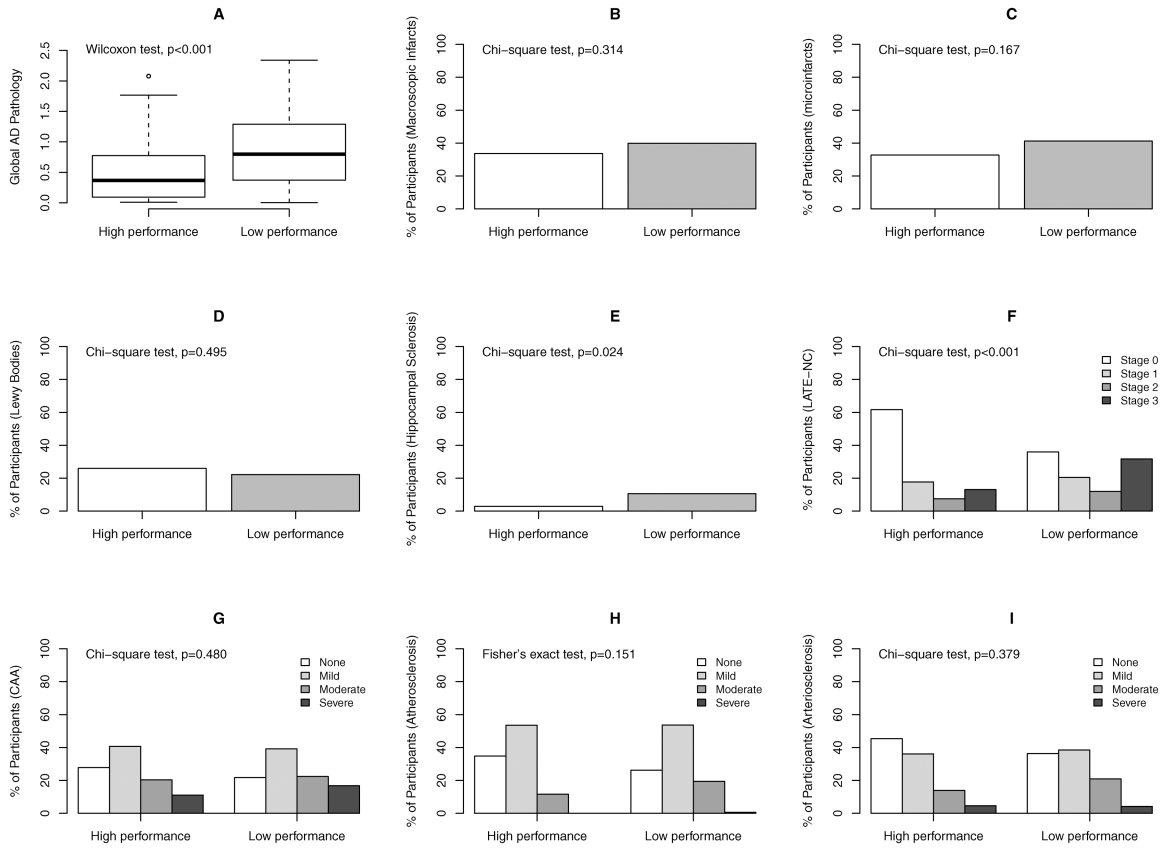 A
Global AD Pathology
2.5
2.0
1.5
1.0
0.5
0.0
Wilcoxon test, p<0.001
High performance
Low performance
B
% of Participants (Macroscopic Infarcts)
100
80
60
40
20
0
Chi−square test, p=0.314
High performance
Low performance
C
% of Participants (microinfarcts)
100
80
60
40
20
0
Chi−square test, p=0.167
High performance
Low performance
D
% of Participants (Lewy Bodies)
100
80
60
40
20
0
Chi−square test, p=0.495
High performance
Low performance
E
% of Participants (Hippocampal Sclerosis)
100
80
60
40
20
0
Chi−square test, p=0.024
High performance
Low performance
F
% of Participants (LATE−NC)
100
80
60
40
20
0
Chi−square test, p<0.001
Stage 0
Stage 1
Stage 2
Stage 3
High performance
Low performance
G
% of Participants (CAA)
100
80
60
40
20
0
Chi−square test, p=0.480
None
Mild
Moderate
Severe
High performance
Low performance
H
% of Participants (Atherosclerosis)
100
80
60
40
20
0
Fisher's exact test, p=0.151
None
Mild
Moderate
Severe
High performance
Low performance
I
% of Participants (Arteriosclerosis)
100
80
60
40
20
0
Chi−square test, p=0.379
None
Mild
Moderate
Severe
High performance
Low performance